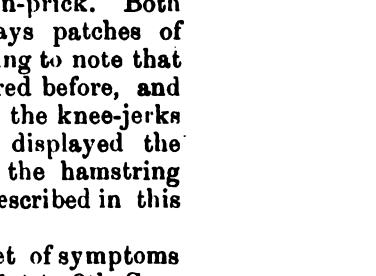 n-prick. Both
ays patches of
ng to note that
red before, and
the knee-jerks
displayed the
the hamstring
escribed in this
et of symptoms